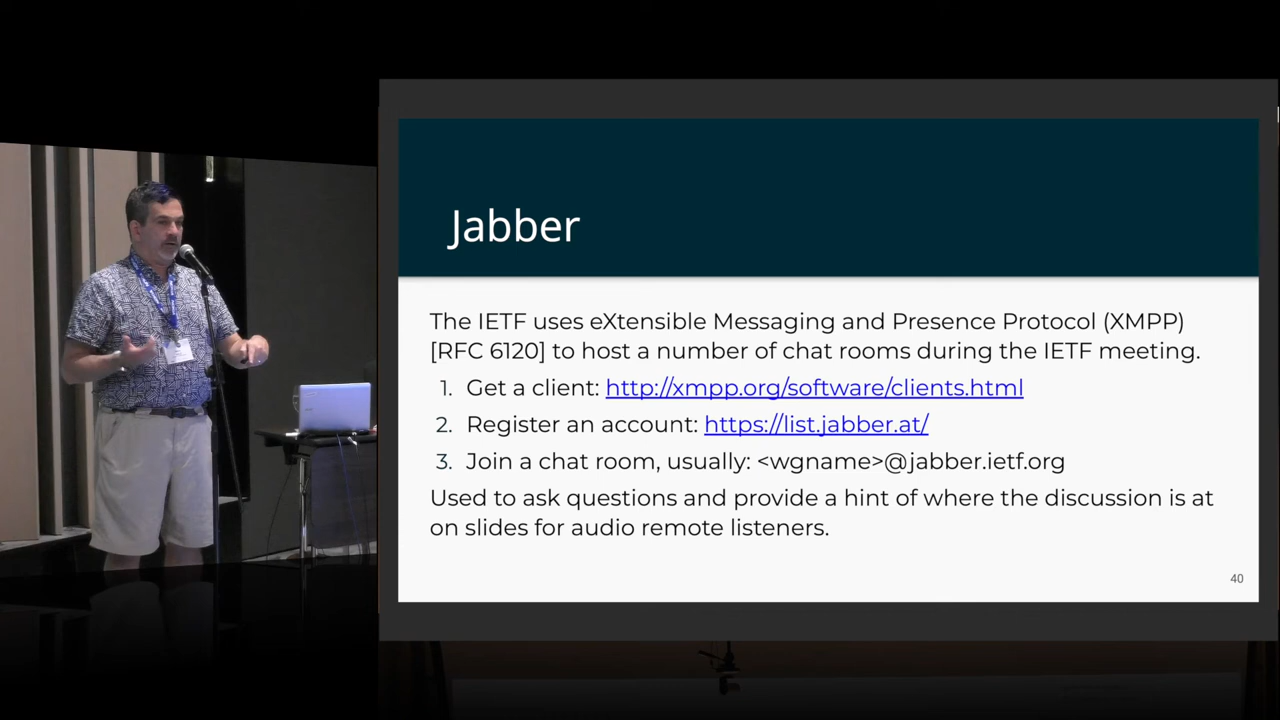 Jabber
The IETF uses eXtensible Messaging and Presence Protocol (XMPP)
[RFC 6120] to host a number of chat rooms during the IETF meeting.
1. Get a client: http://xmpp.org/software/clients.html
2. Register an account: https://list.jabber.at/
3. Join a chat room, usually: <wgname>@jabber.ietf.org
Used to ask questions and provide a hint of where the discussion is at
on slides for audio remote listeners.
40